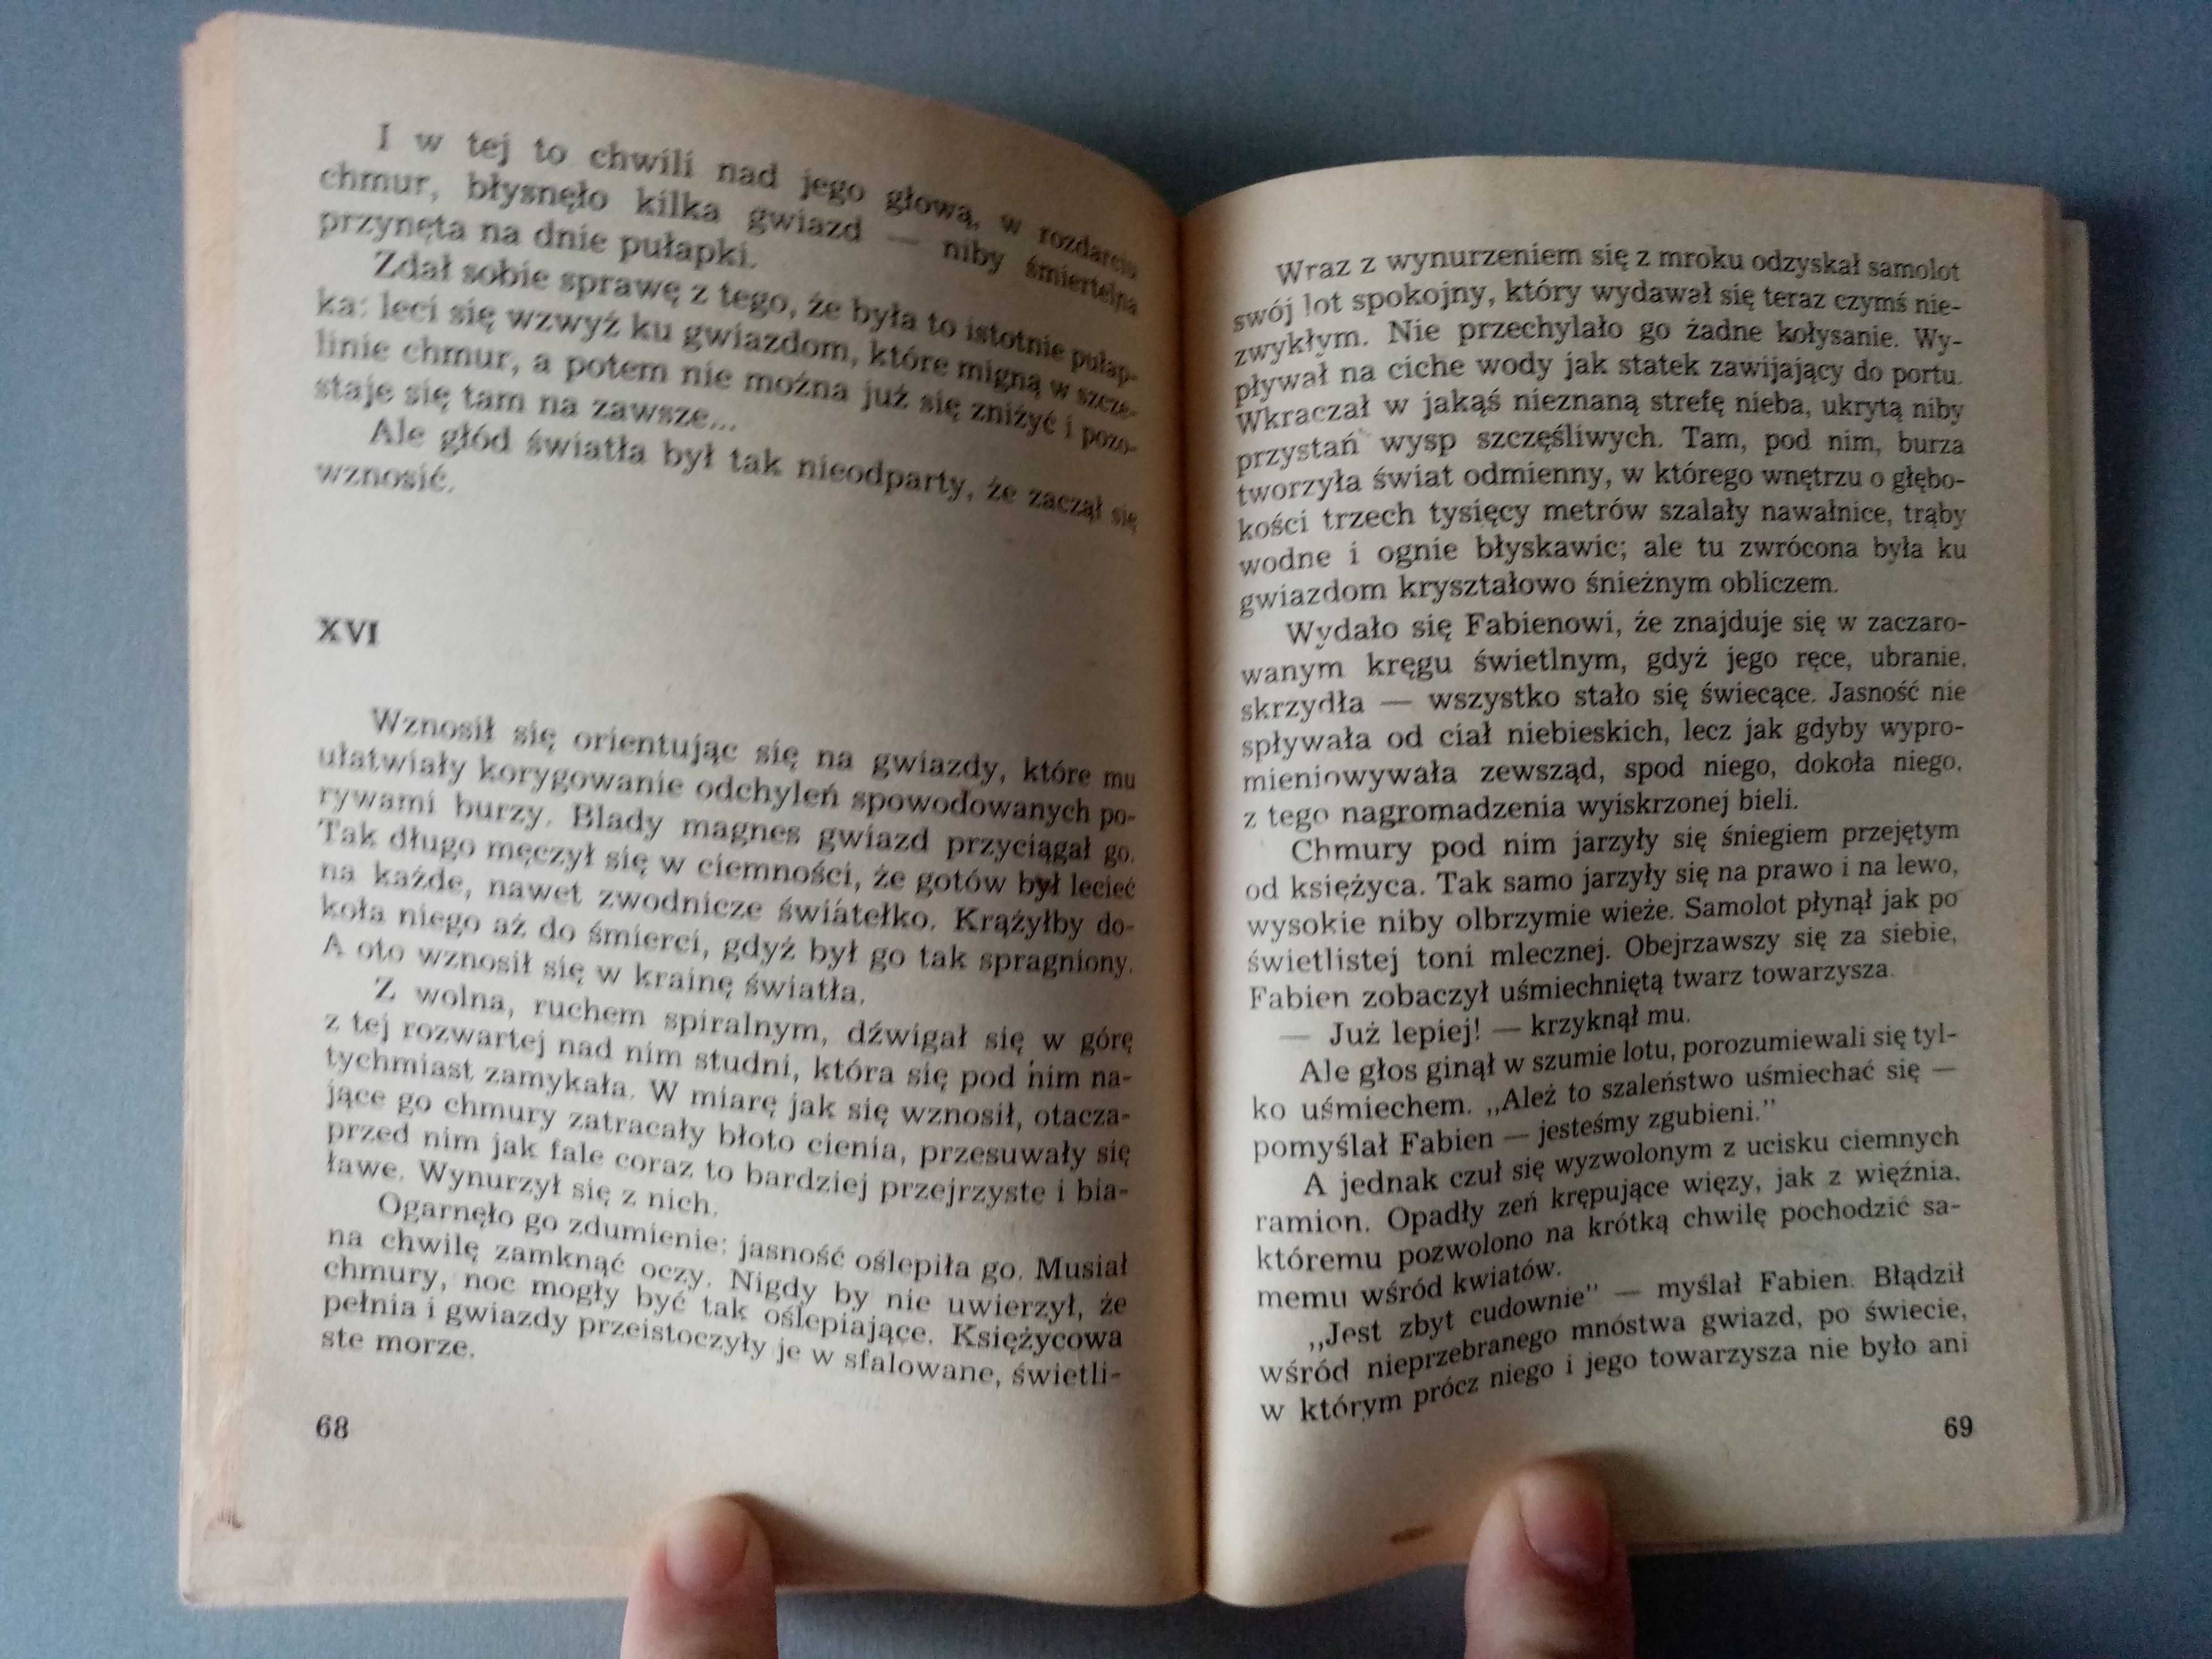 I w tej to chwili nad jego głową, w rozdarciu
chmur, błysnęło kilka gwiazd — niby śmiertelna
przynęta na dnie pułapki.
Zdał sobie sprawę z tego, że była to istotnie pułap-
ka: leci się wzwyż ku gwiazdom, które migną w szcze-
linie chmur, a potem nie można już się zniżyć i pozo-
staje się tam na zawsze...
Ale głód światła był tak nieodparty, że zaczął się
wznosić.
XVI
Wznosił się orientując się na gwiazdy, które mu
ułatwiały korygowanie odchyleń spowodowanych po-
rywami burzy. Blady magnes gwiazd przyciągał go.
Tak długo męczył się w ciemności, że gotów był lecieć
na każde, nawet zwodnicze światełko. Krążyłby do-
koła niego aż do śmierci, gdyż był go tak spragniony.
A oto wznosił się w krainę światła.
Z wolna, ruchem spiralnym, dźwigał się w górę
z tej rozwartej nad nim studni, która się pod nim na-
tychmiast zamykała. W miarę jak się wznosił, otacza-
jące go chmury zatracały błoto cienia, przesuwały się
przed nim jak fale coraz to bardziej przejrzyste i bia-
ławe. Wynurzył się z nich.
Ogarnęło go zdumienie: jasność oślepiła go. Musiał
na chwilę zamknąć oczy. Nigdy by nie uwierzył, że
chmury, noc mogły być tak oślepiające. Księżycowa
pełnia i gwiazdy przeistoczyły je w sfalowane, świetli-
ste morze.
68
Wraz z wynurzeniem się z mroku odzyskał samolot
swój lot spokojny, który wydawał się teraz czymś nie-
zwykłym. Nie przechylało go żadne kołysanie. Wy-
pływał na ciche wody jak statek zawijający do portu.
Wkraczał w jakąś nieznaną strefę nieba, ukrytą niby
przystań wysp szczęśliwych. Tam, pod nim, burza
tworzyła świat odmienny, w którego wnętrzu o głębo-
kości trzech tysięcy metrów szalały nawałnice, trąby
wodne i ognie błyskawic; ale tu zwrócona była ku
gwiazdom kryształowo śnieżnym obliczem.
Wydało się Fabienowi, że znajduje się w zaczaro-
wanym kręgu świetlnym, gdyż jego ręce, ubranie,
skrzydła — wszystko stało się świecące. Jasność nie
spływała od ciał niebieskich, lecz jak gdyby wypro-
mieniowywała zewsząd, spod niego, dokoła niego,
z tego nagromadzenia wyiskrzonej bieli.
Chmury pod nim jarzyły się śniegiem przejętym
od księżyca. Tak samo jarzyły się na prawo i na lewo,
wysokie niby olbrzymie wieże. Samolot płynął jak po
świetlistej toni mlecznej. Obejrzawszy się za siebie,
Fabien zobaczył uśmiechniętą twarz towarzysza.
— Już lepiej! — krzyknął mu.
Ale głos ginął w szumie lotu, porozumiewali się tyl-
ko uśmiechem. „Ależ to szaleństwo uśmiechać się —
pomyślał Fabien — jesteśmy zgubieni.”
A jednak czuł się wyzwolonym z ucisku ciemnych
ramion. Opadły zeń krępujące więzy, jak z więźnia,
któremu pozwolono na krótką chwilę pochodzić sa-
memu wśród kwiatów.
„Jest zbyt cudownie” — myślał Fabien. Błądził
wśród nieprzebranego mnóstwa gwiazd, po świecie,
w którym prócz niego i jego towarzysza nie było ani
69